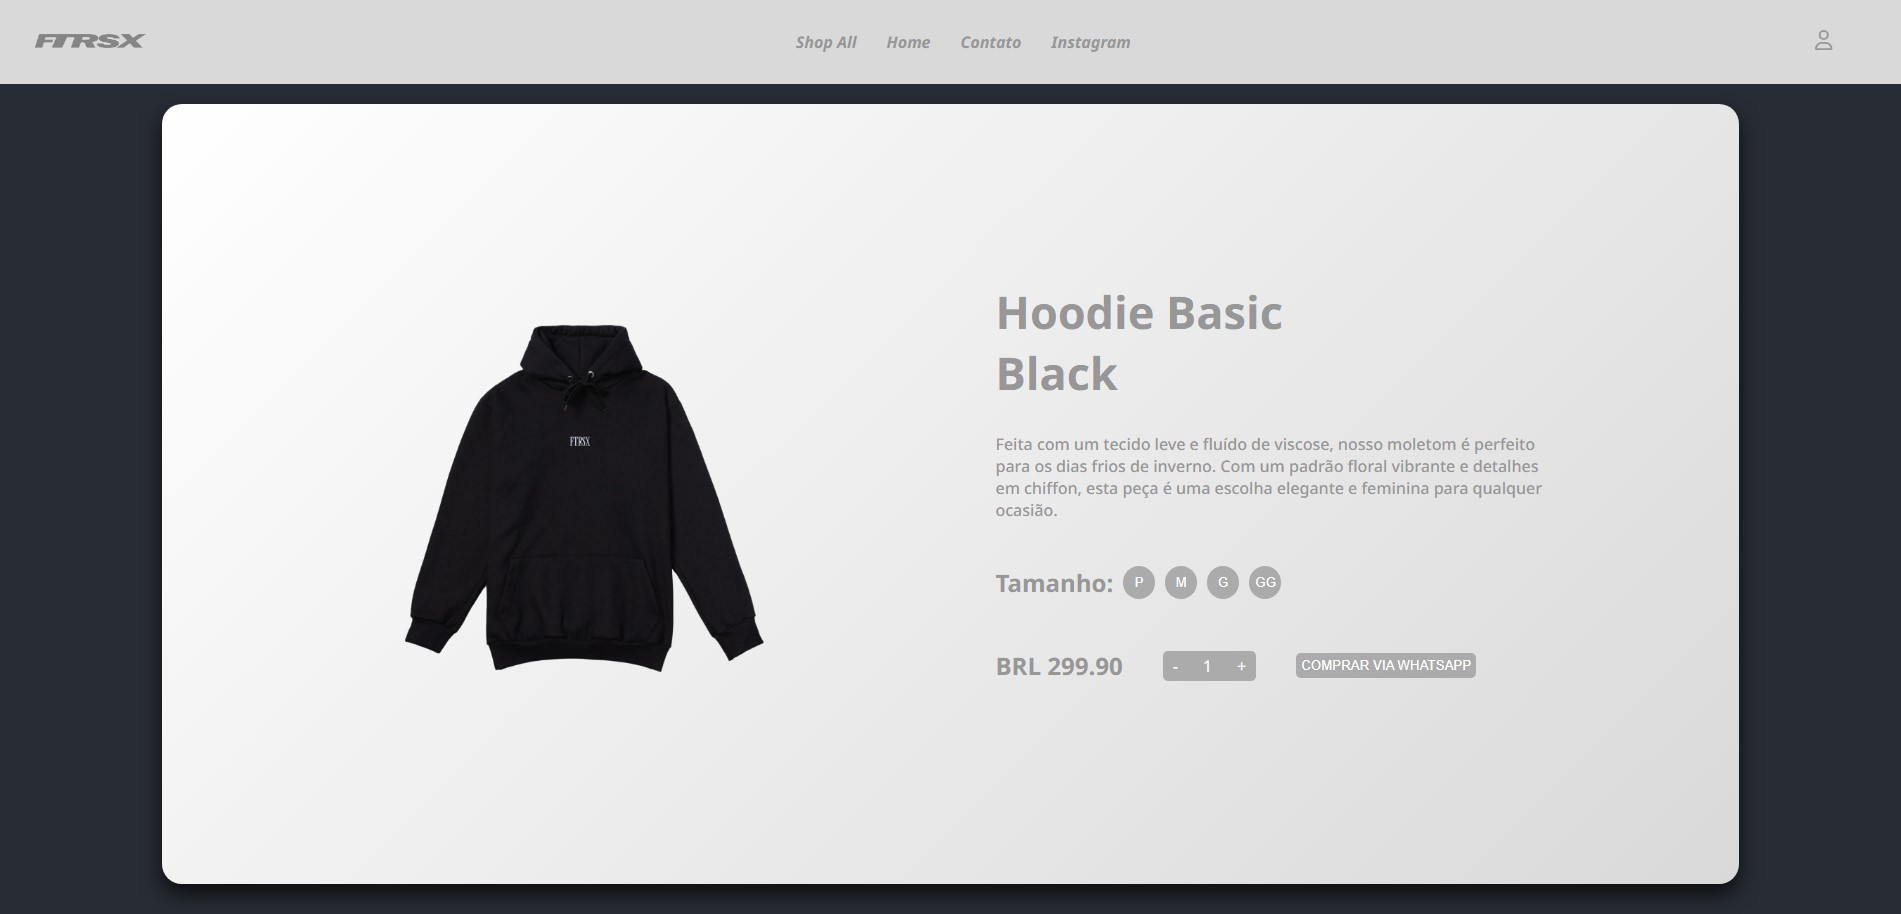 FTRSX
Shop All
Home
Contato
Instagram
FTRSX
Hoodie Basic
Black
Feita com um tecido leve e fluído de viscose, nosso moletom é perfeito
para os dias frios de inverno. Com um padrão floral vibrante e detalhes
em chiffon, esta peça é uma escolha elegante e feminina para qualquer
ocasião.
Tamanho: P M G GG
BRL 299.90 - 1 + COMPRAR VIA WHATSAPP